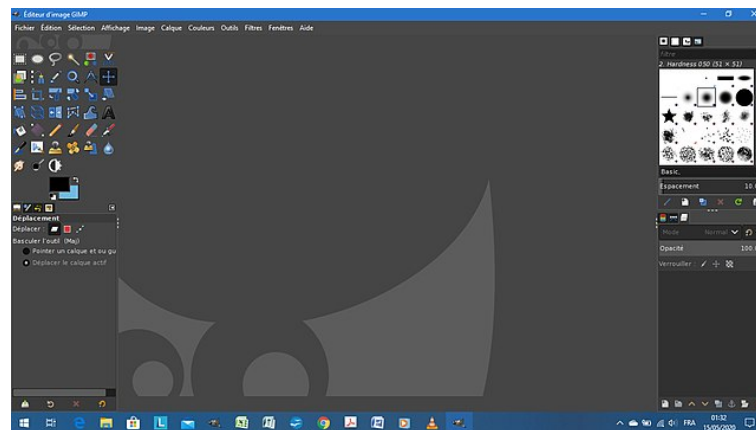 Éditeur d'image GIMP
Fichier Édition Sélection Affichage Image Calque Couleurs Outils Filtres Fenêtres Aide
filtre
2. Hardness 050 (51 × 51)
Basic,
Espacement 10.
Déplacement
Déplacer :
Basculer l'outil (Maj)
Pointer un calque et ou gu
Déplacer le calque actif
Mode Normal
Opacité 100.
Verrouiller :
FRA
01:32
15/05/2020